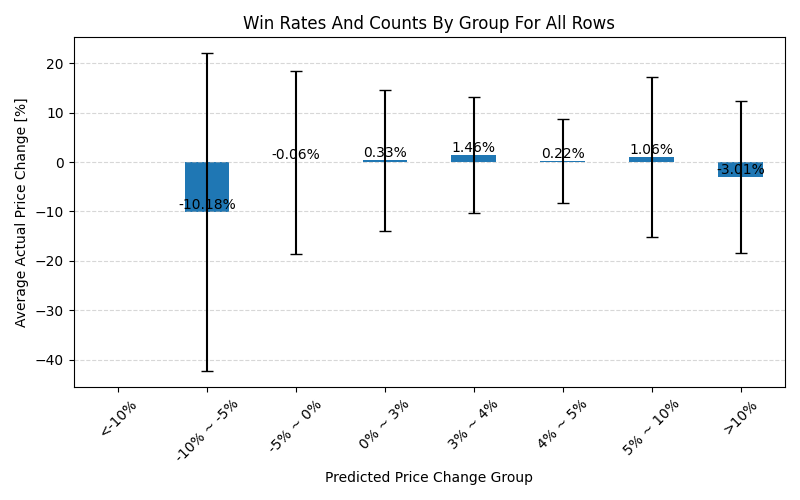 Win Rates And Counts By Group For All Rows
Average Actual Price Change [%]
20
10
0
−10
−20
−30
−40
-10.18%
-0.06%
0.33%
1.46%
0.22%
1.06%
-3.01%
<-10%
-10% ~ -5%
-5% ~ 0%
0% ~ 3%
3% ~ 4%
4% ~ 5%
5% ~ 10%
>10%
Predicted Price Change Group